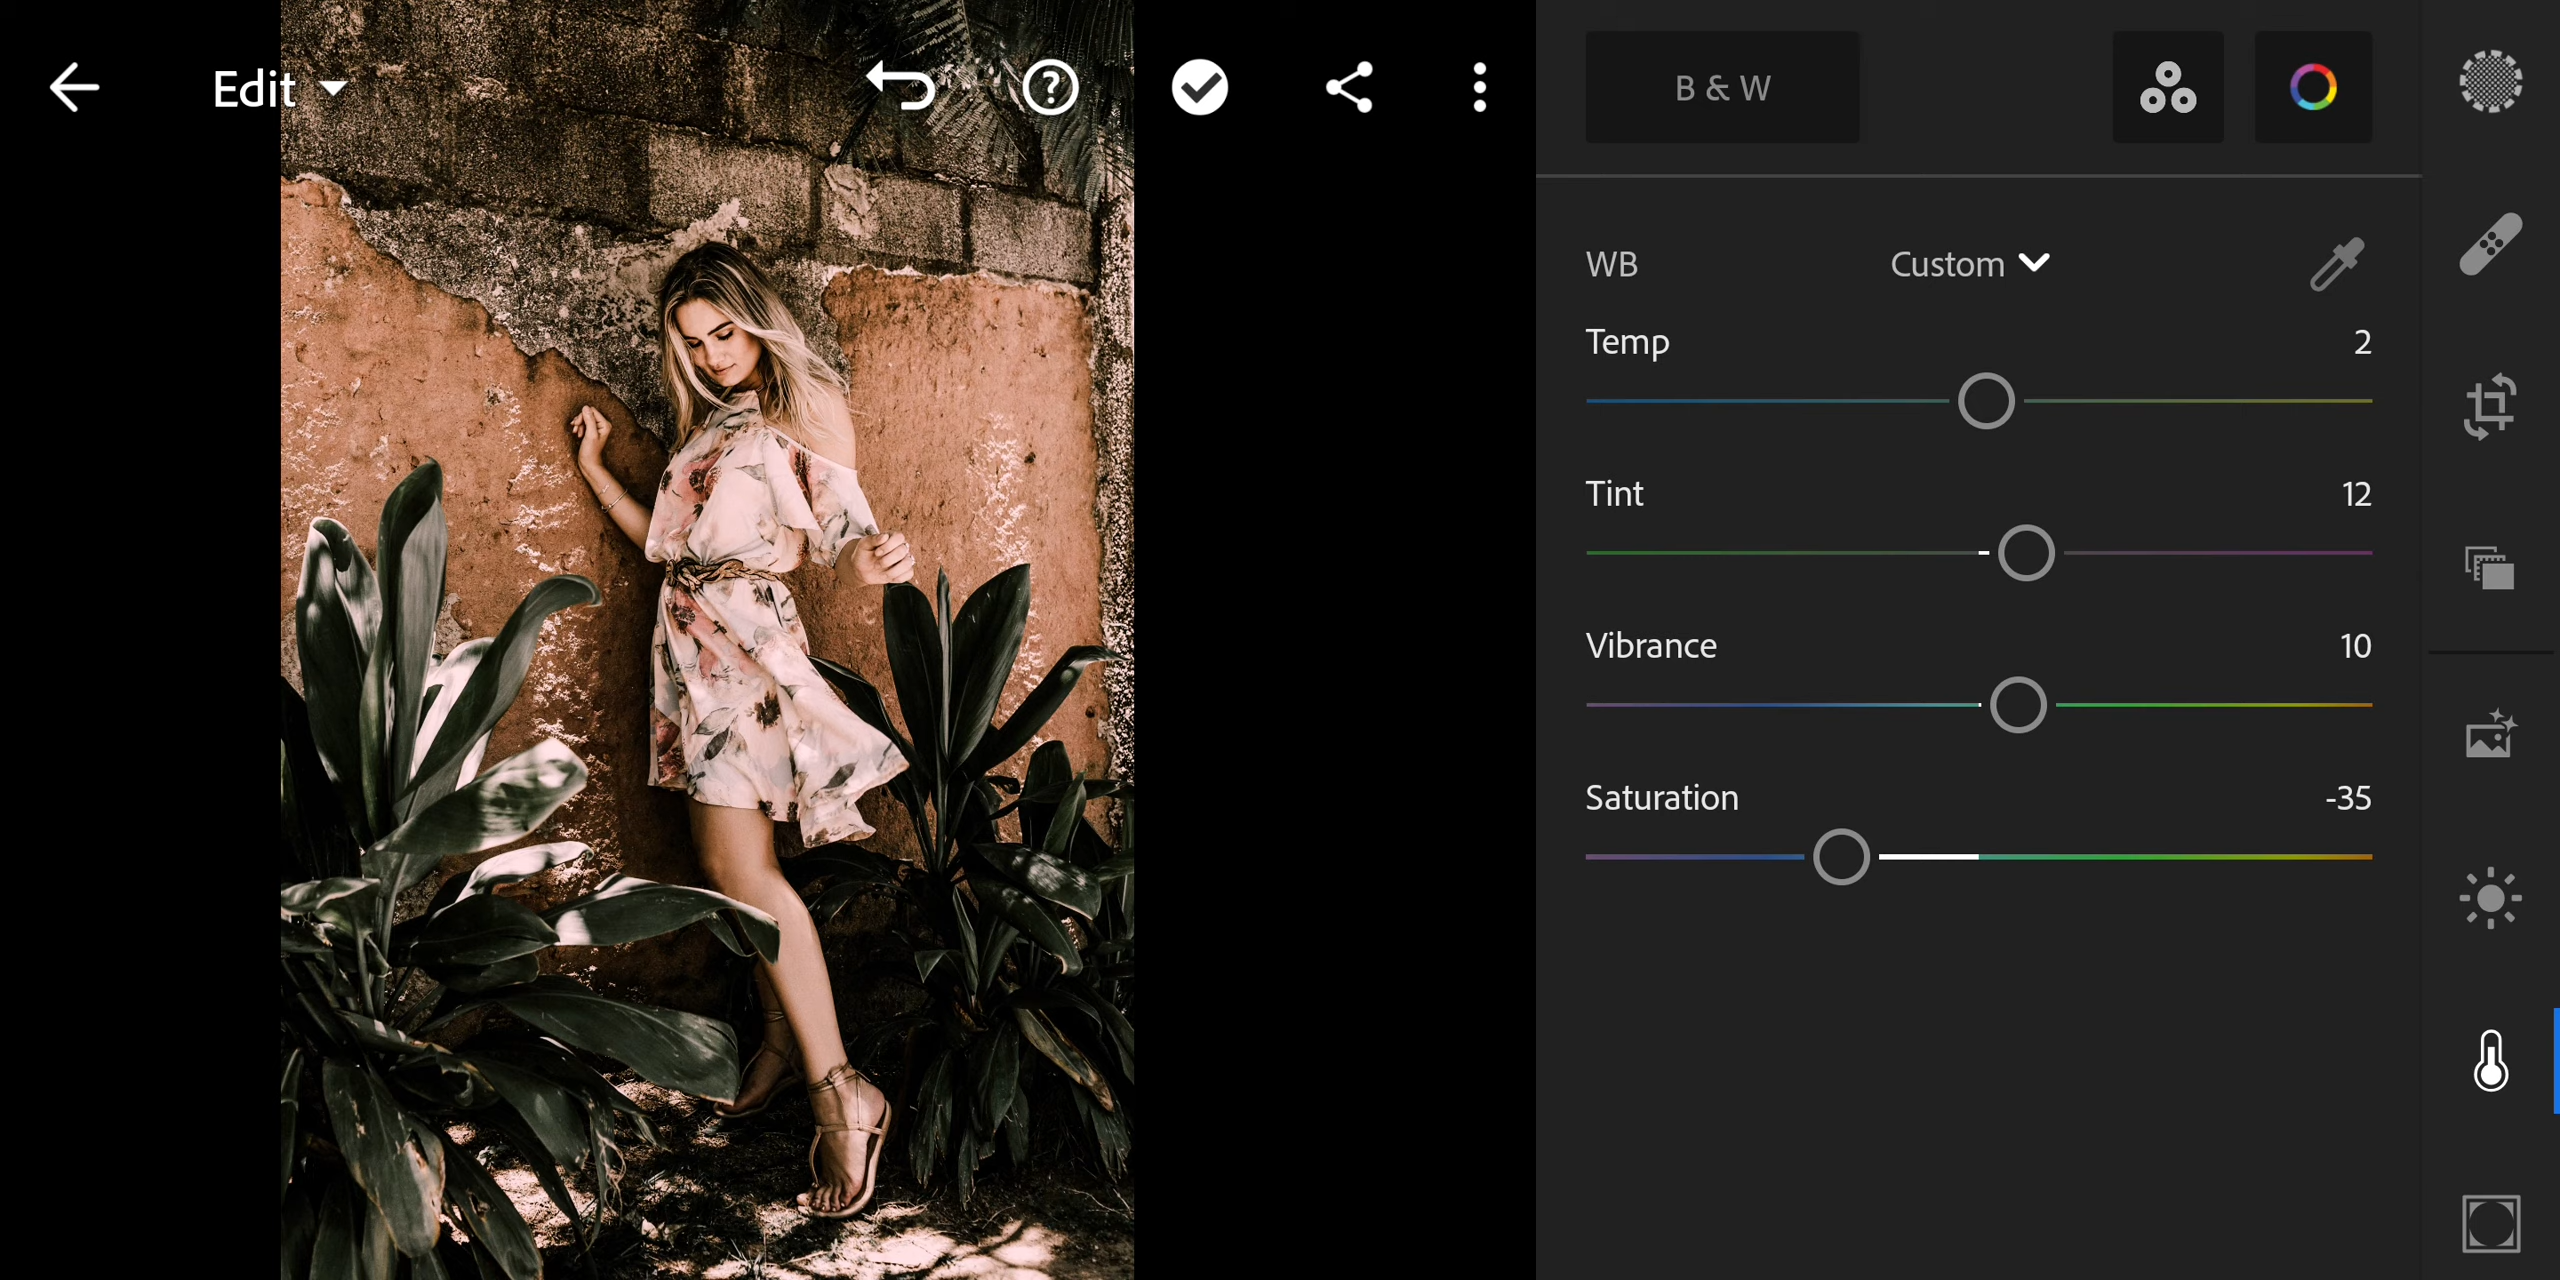 Edit
B & W
WB Custom
Temp 2
Tint 12
Vibrance 10
Saturation -35